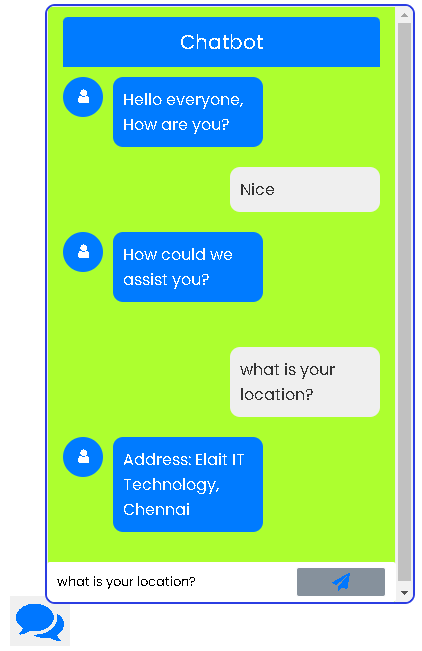 Chatbot
Hello everyone,
How are you?
Nice
How could we
assist you?
what is your
location?
Address: Elait IT
Technology,
Chennai
what is your location?